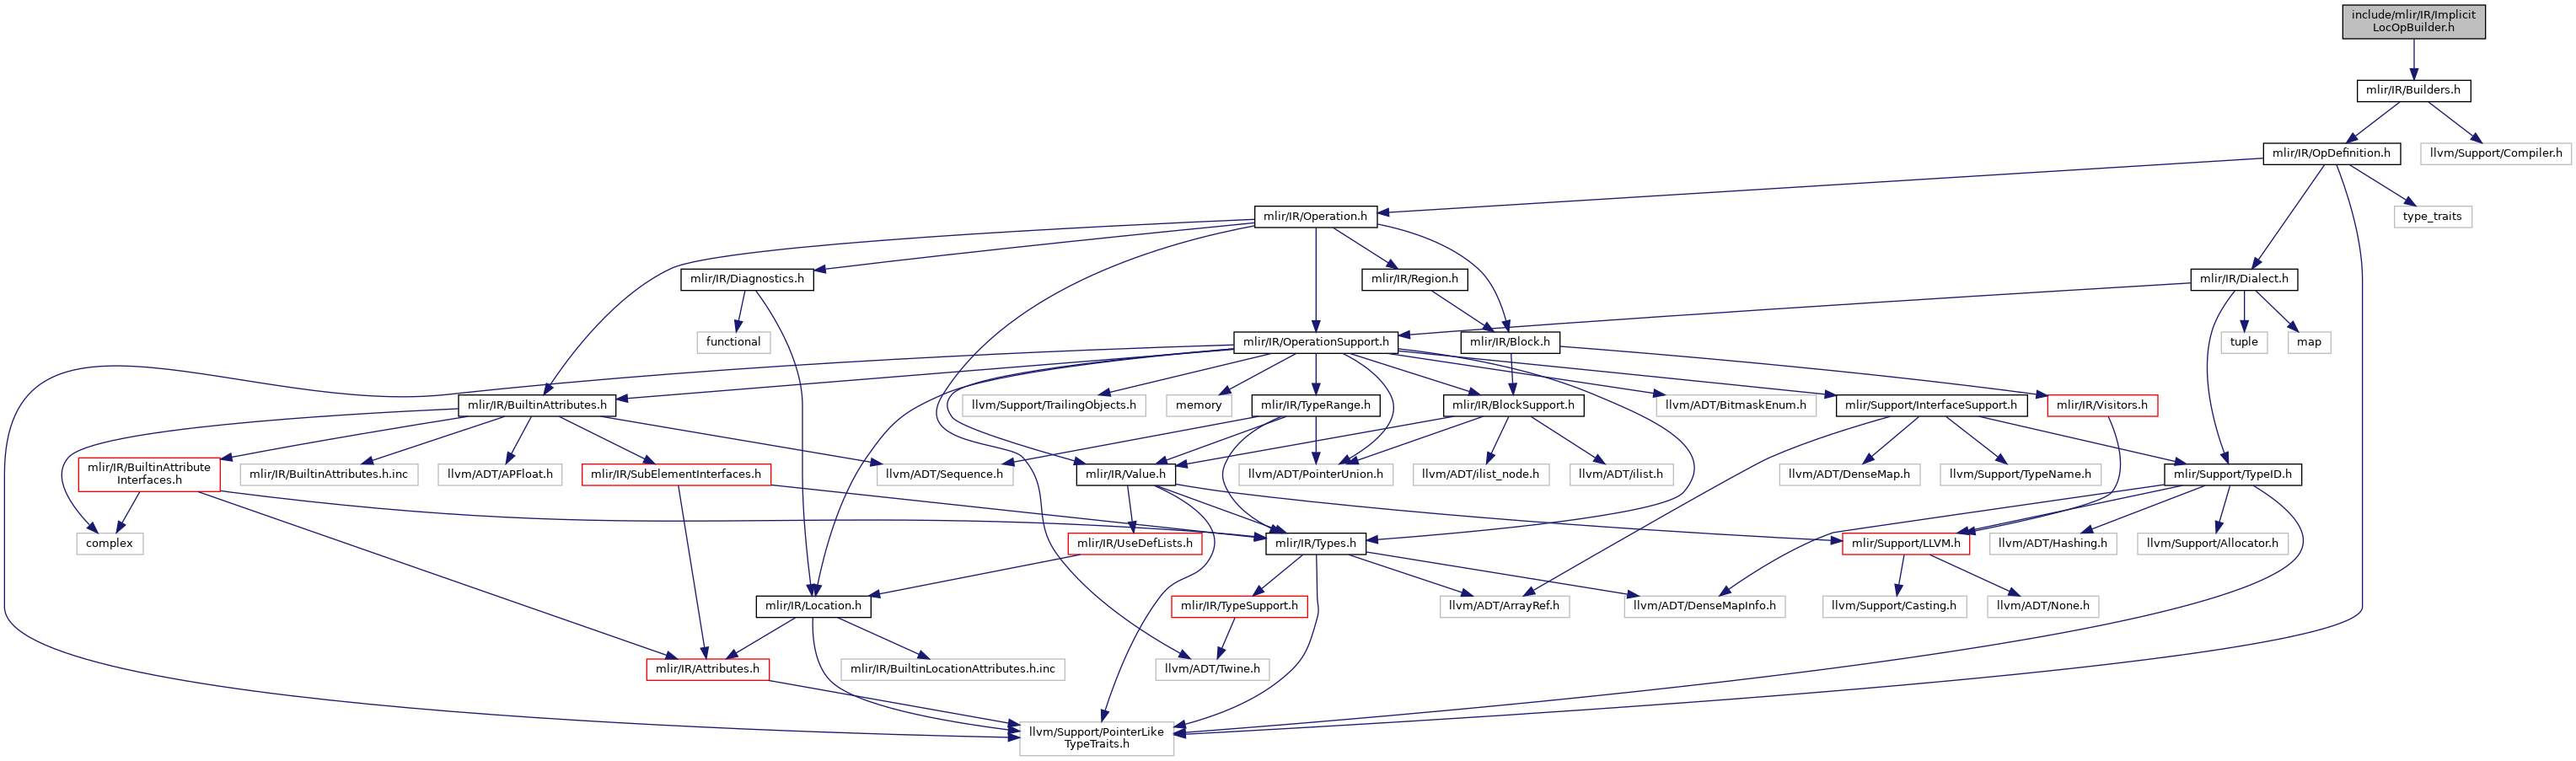 include/mlir/IR/Implicit
LocOpBuilder.h
mlir/IR/Builders.h
mlir/IR/OpDefinition.h
llvm/Support/Compiler.h
mlir/IR/Operation.h
type_traits
mlir/IR/Diagnostics.h
mlir/IR/Region.h
mlir/IR/Dialect.h
functional
mlir/IR/OperationSupport.h
mlir/IR/Block.h
tuple
map
mlir/IR/BuiltinAttributes.h
llvm/Support/TrailingObjects.h
memory
mlir/IR/TypeRange.h
mlir/IR/BlockSupport.h
llvm/ADT/BitmaskEnum.h
mlir/Support/InterfaceSupport.h
mlir/IR/Visitors.h
mlir/IR/BuiltinAttribute
Interfaces.h
mlir/IR/BuiltinAttributes.h.inc
llvm/ADT/APFloat.h
mlir/IR/SubElementInterfaces.h
llvm/ADT/Sequence.h
mlir/IR/Value.h
llvm/ADT/PointerUnion.h
llvm/ADT/ilist_node.h
llvm/ADT/ilist.h
llvm/ADT/DenseMap.h
llvm/Support/TypeName.h
mlir/Support/TypeID.h
complex
mlir/IR/UseDefLists.h
mlir/IR/Types.h
mlir/Support/LLVM.h
llvm/ADT/Hashing.h
llvm/Support/Allocator.h
mlir/IR/Location.h
mlir/IR/TypeSupport.h
llvm/ADT/ArrayRef.h
llvm/ADT/DenseMapInfo.h
llvm/Support/Casting.h
llvm/ADT/None.h
mlir/IR/Attributes.h
mlir/IR/BuiltinLocationAttributes.h.inc
llvm/ADT/Twine.h
llvm/Support/PointerLike
TypeTraits.h